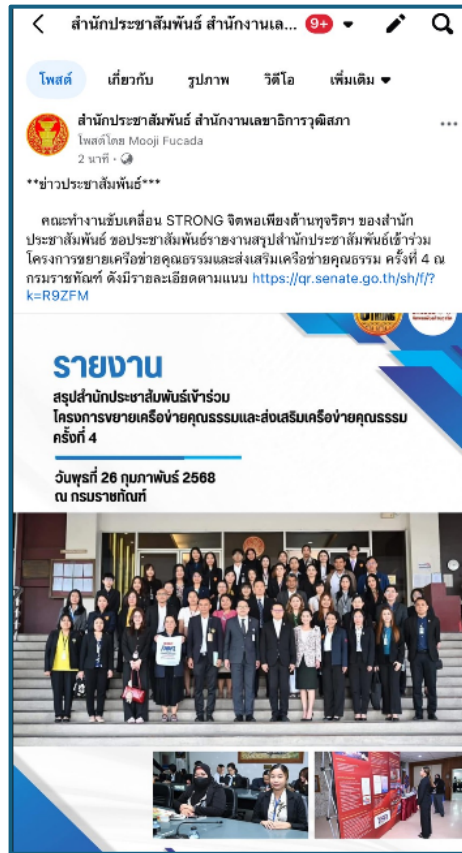 สำนักประชาสัมพันธ์ สำนักงานเล... 9+
โพสต์ เกี่ยวกับ รูปภาพ วิดีโอ เพิ่มเติม
สำนักประชาสัมพันธ์ สำนักงานเลขาธิการวุฒิสภา
โพสต์โดย Mooji Fucada
2 นาที
**ข่าวประชาสัมพันธ์***
คณะทำงานขับเคลื่อน STRONG จิตพอเพียงต้านทุจริตฯ ของสำนัก
ประชาสัมพันธ์ ขอประชาสัมพันธ์รายงานสรุปสำนักประชาสัมพันธ์เข้าร่วม
โครงการขยายเครือข่ายคุณธรรมและส่งเสริมเครือข่ายคุณธรรม ครั้งที่ 4 ณ
กรมราชทัณฑ์ ดังมีรายละเอียดตามแนบ https://qr.senate.go.th/sh/f/?
k=R9ZFM
STRONG
รายงาน
สรุปสำนักประชาสัมพันธ์เข้าร่วม
โครงการขยายเครือข่ายคุณธรรมและส่งเสริมเครือข่ายคุณธรรม
ครั้งที่ 4
วันพุธที่ 26 กุมภาพันธ์ 2568
ณ กรมราชทัณฑ์